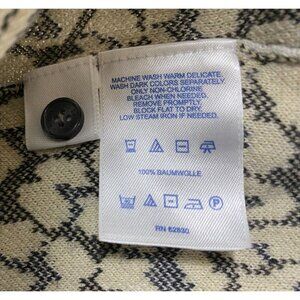 MACHINE WASH WARM DELICATE.
WASH DARK COLORS SEPARATELY.
ONLY NON-CHLORINE
BLEACH WHEN NEEDED.
REMOVE PROMPTLY.
BLOCK FLAT TO DRY.
LOW STEAM IRON IF NEEDED.
100% BAUMWOLLE
P
RN 62830